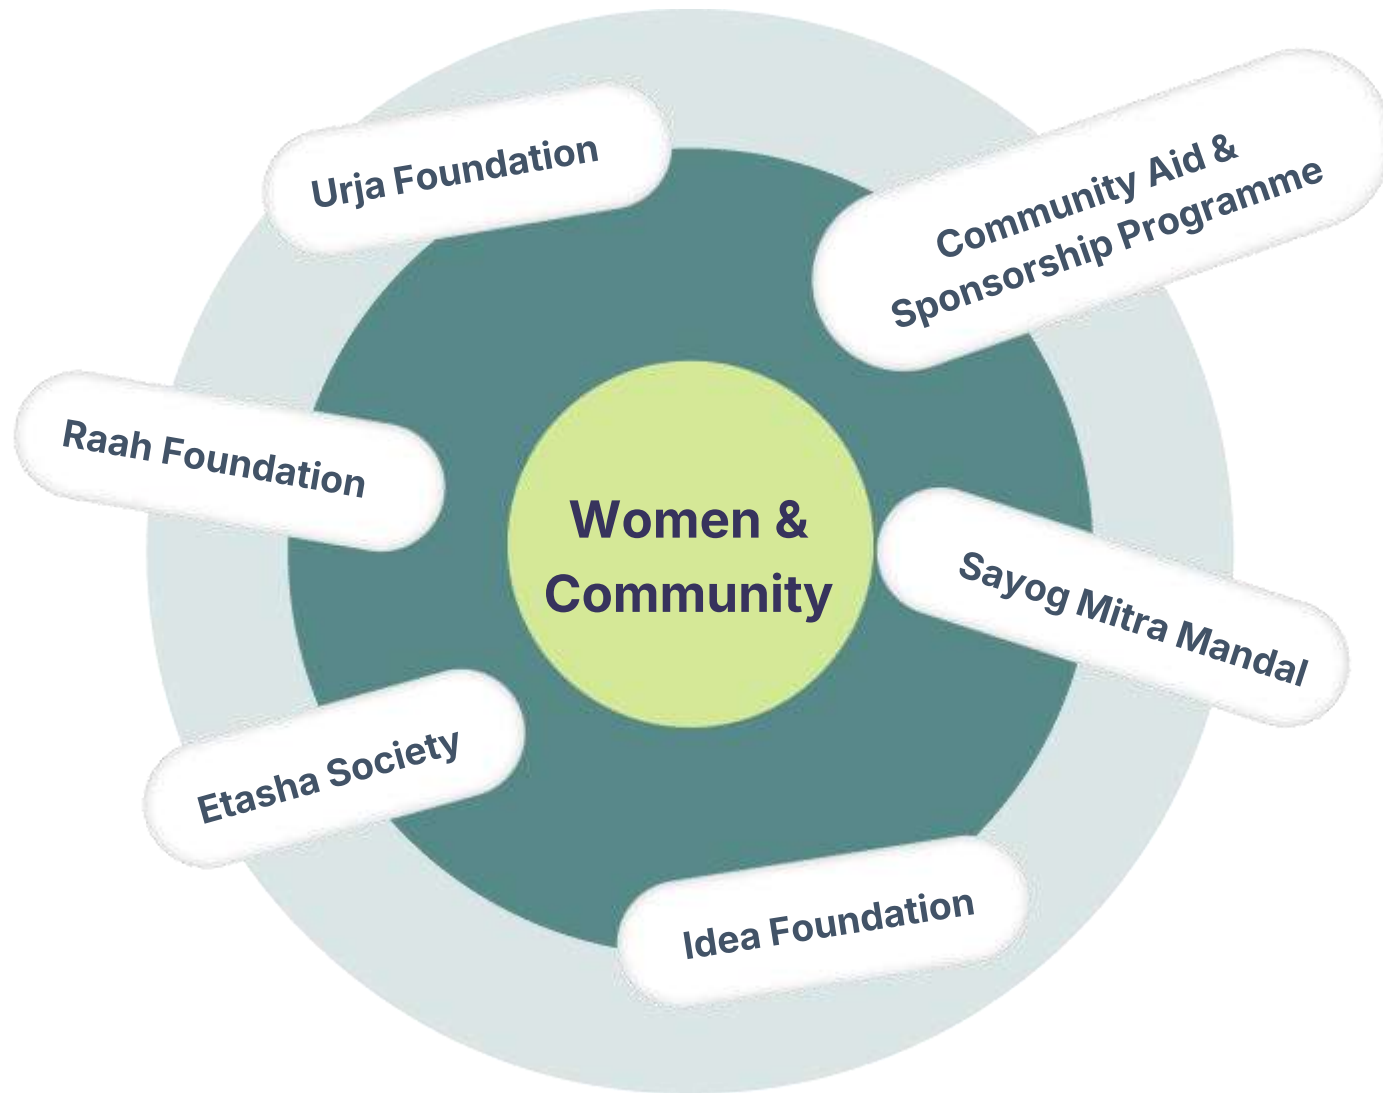 Urja Foundation
Community Aid &
Sponsorship Programme
Raah Foundation
Women &
Community
Sayog Mitra Mandal
Etasha Society
Idea Foundation